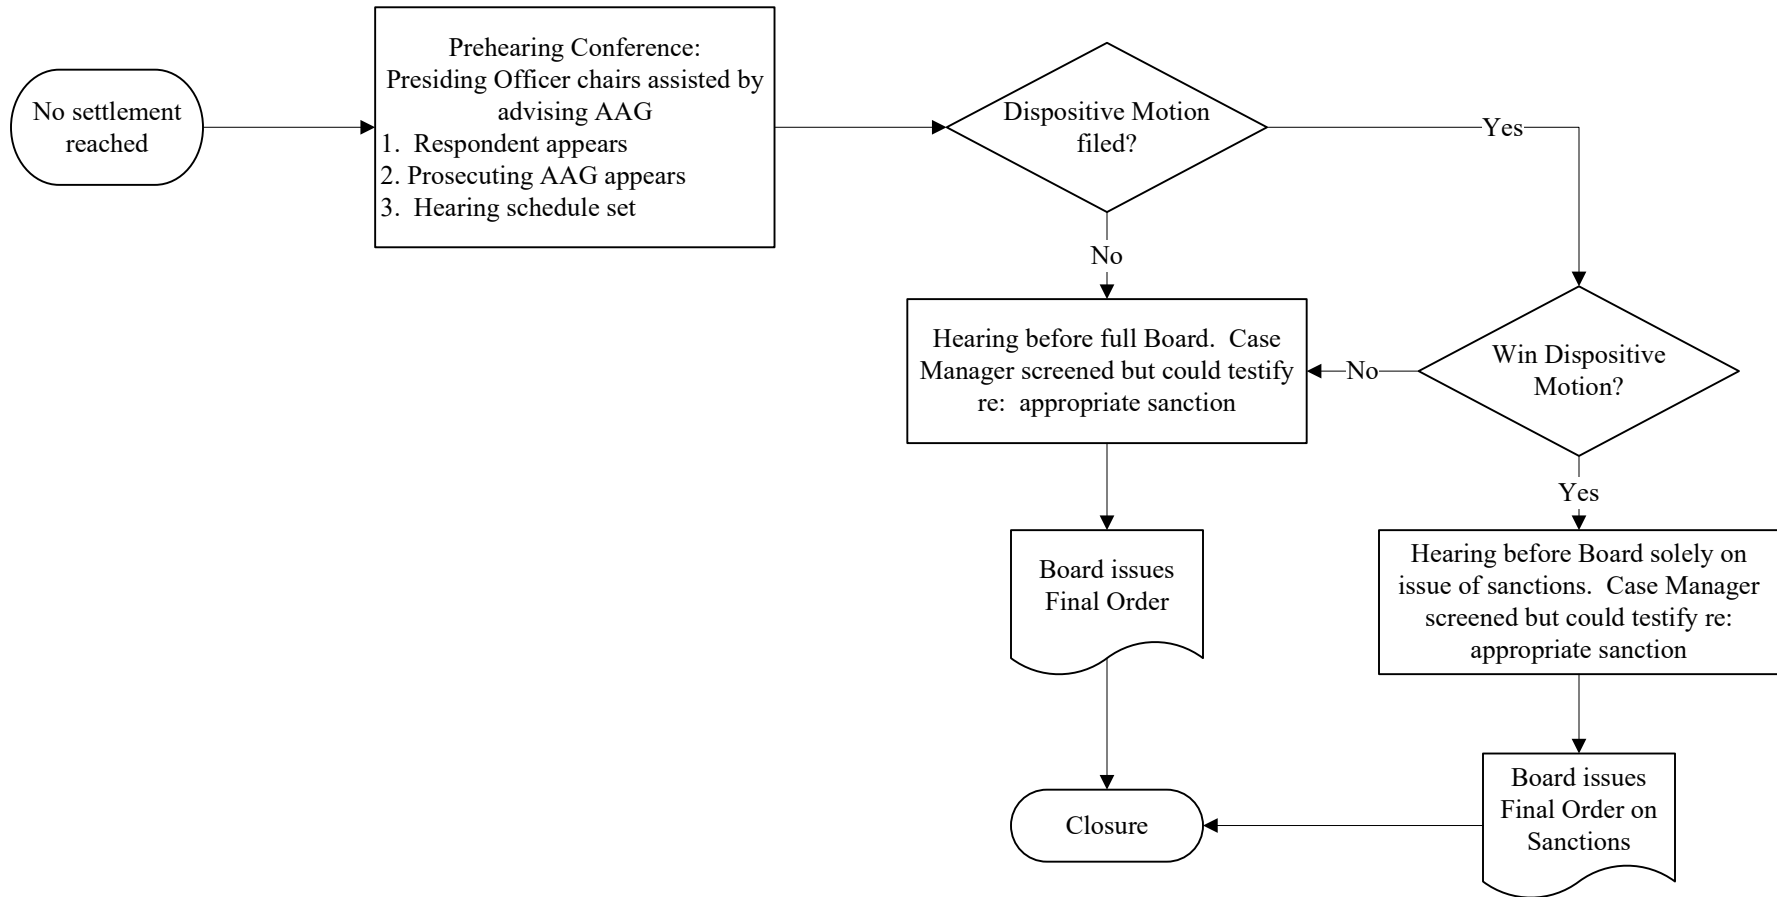 No settlement
reached
Prehearing Conference:
Presiding Officer chairs assisted by
advising AAG
1.  Respondent appears
2. Prosecuting AAG appears
3.  Hearing schedule set
Dispositive Motion
filed?
Yes
No
Hearing before full Board.  Case
Manager screened but could testify
re:  appropriate sanction
No
Win Dispositive
Motion?
Yes
Board issues
Final Order
Hearing before Board solely on
issue of sanctions.  Case Manager
screened but could testify re:
appropriate sanction
Closure
Board issues
Final Order on
Sanctions